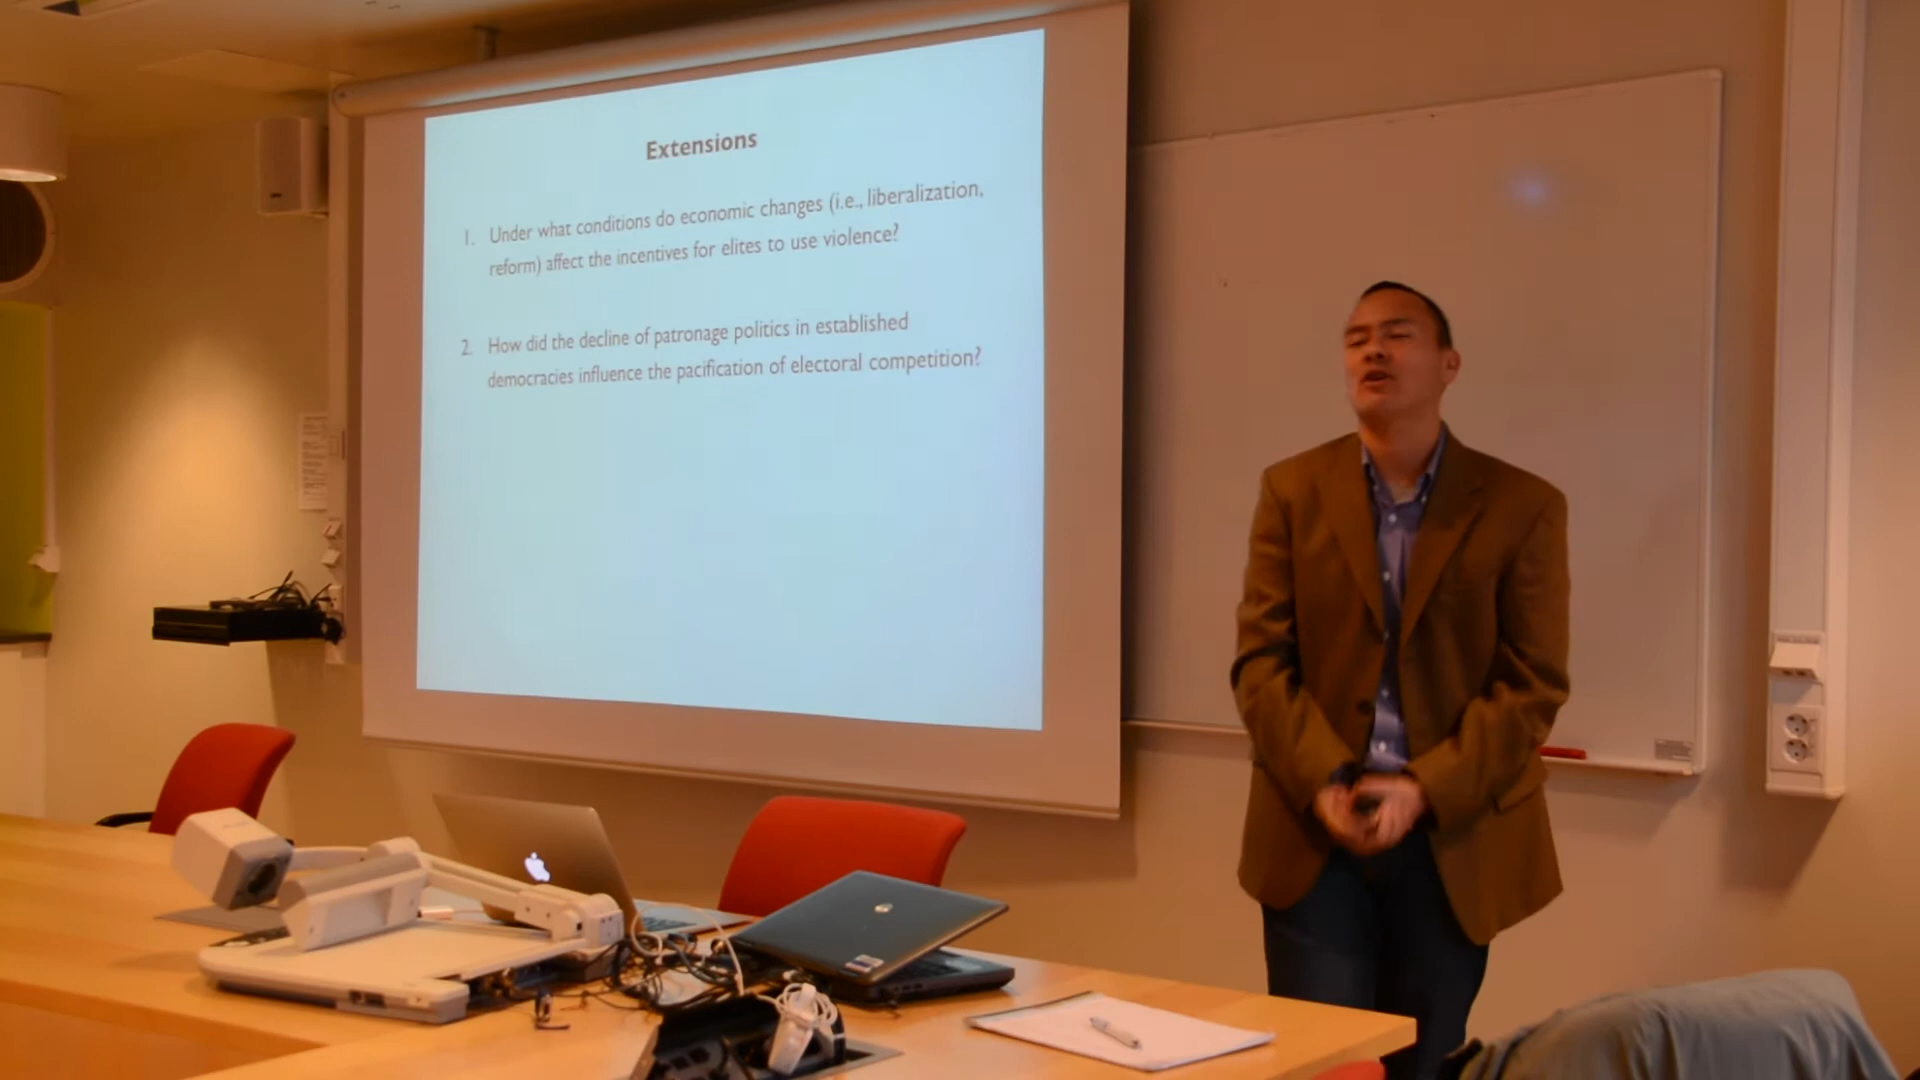 Extensions
1. Under what conditions do economic changes (i.e., liberalization,
reform) affect the incentives for elites to use violence?
2. How did the decline of patronage politics in established
democracies influence the pacification of electoral competition?